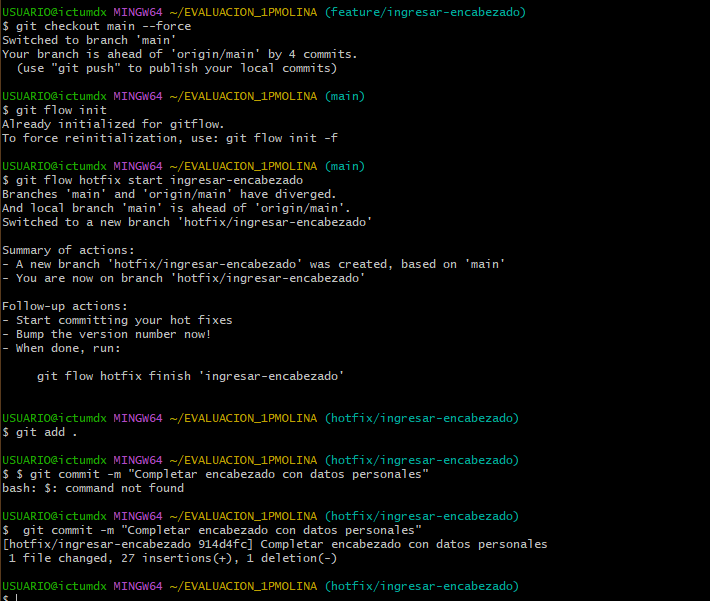 USUARIO@ictumdx MINGW64 ~/EVALUACION_1PMOLINA (feature/ingresar-encabezado)
$ git checkout main --force
Switched to branch 'main'
Your branch is ahead of 'origin/main' by 4 commits.
  (use "git push" to publish your local commits)

USUARIO@ictumdx MINGW64 ~/EVALUACION_1PMOLINA (main)
$ git flow init
Already initialized for gitflow.
To force reinitialization, use: git flow init -f

USUARIO@ictumdx MINGW64 ~/EVALUACION_1PMOLINA (main)
$ git flow hotfix start ingresar-encabezado
Branches 'main' and 'origin/main' have diverged.
And local branch 'main' is ahead of 'origin/main'.
Switched to a new branch 'hotfix/ingresar-encabezado'

Summary of actions:
- A new branch 'hotfix/ingresar-encabezado' was created, based on 'main'
- You are now on branch 'hotfix/ingresar-encabezado'

Follow-up actions:
- Start committing your hot fixes
- Bump the version number now!
- When done, run:

     git flow hotfix finish 'ingresar-encabezado'

USUARIO@ictumdx MINGW64 ~/EVALUACION_1PMOLINA (hotfix/ingresar-encabezado)
$ git add .

USUARIO@ictumdx MINGW64 ~/EVALUACION_1PMOLINA (hotfix/ingresar-encabezado)
$ $ git commit -m "Completar encabezado con datos personales"
bash: $: command not found

USUARIO@ictumdx MINGW64 ~/EVALUACION_1PMOLINA (hotfix/ingresar-encabezado)
$  git commit -m "Completar encabezado con datos personales"
[hotfix/ingresar-encabezado 914d4fc] Completar encabezado con datos personales
 1 file changed, 27 insertions(+), 1 deletion(-)

USUARIO@ictumdx MINGW64 ~/EVALUACION_1PMOLINA (hotfix/ingresar-encabezado)
$